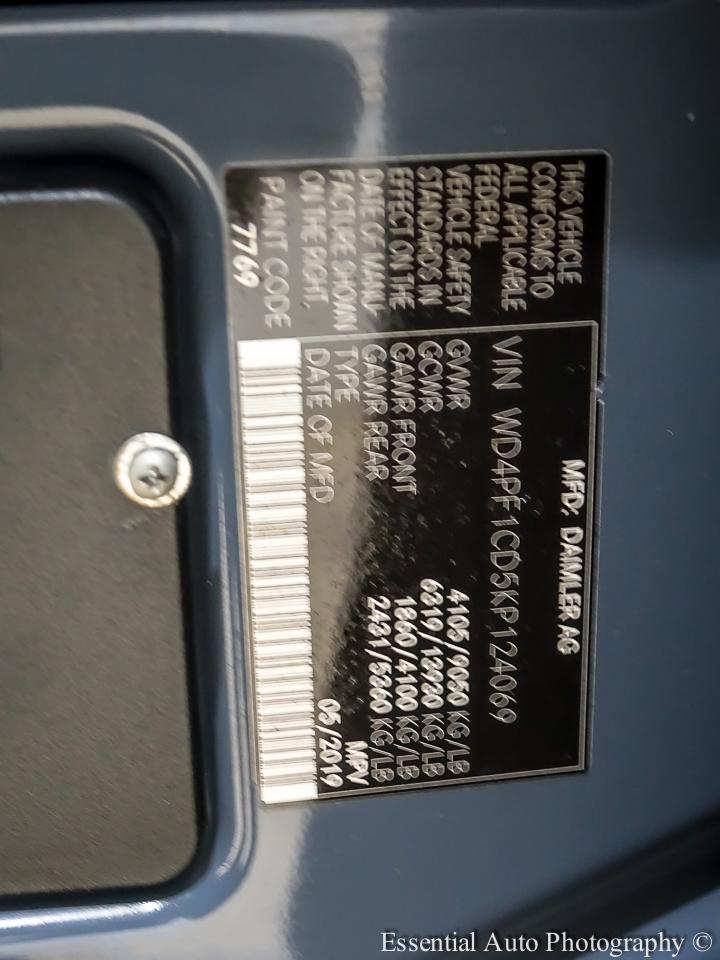 THIS VEHICLE
CONFORMS TO
ALL APPLICABLE
FEDERAL
VEHICLE SAFETY
STANDARDS IN
EFFECT ON THE
DATE OF MANU-
FACTURE SHOWN
ON THE RIGHT.
PAINT CODE
7769
MFD: DAIMLER AG
VIN WD4PF1CD5KP124069
GVWR 4105/9050 KG/LB
GCWR 6319/13930 KG/LB
GAWR FRONT 1860/4100 KG/LB
GAWR REAR 2431/5360 KG/LB
TYPE MPV
DATE OF MFD 05/2019
Essential Auto Photography ©